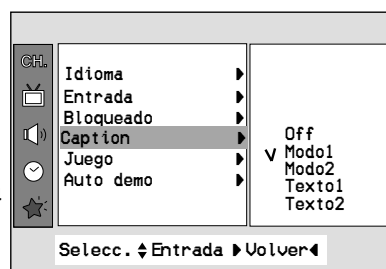 CH.
Idioma
Entrada
Bloqueado
Caption
Juego
Auto demo
Off
Modo1
Modo2
Texto1
Texto2
Selecc. Entrada Volver